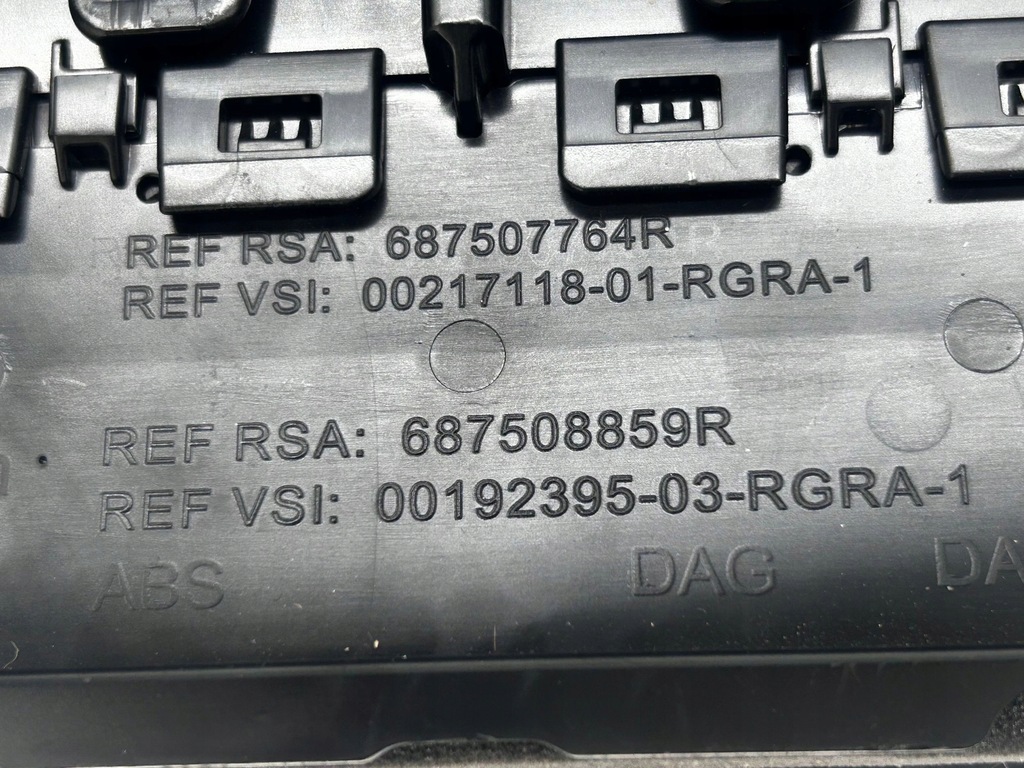 REF RSA: 687507764R
REF VSI: 00217118-01-RGRA-1
REF RSA: 687508859R
REF VSI: 00192395-03-RGRA-1
ABS DAG DA